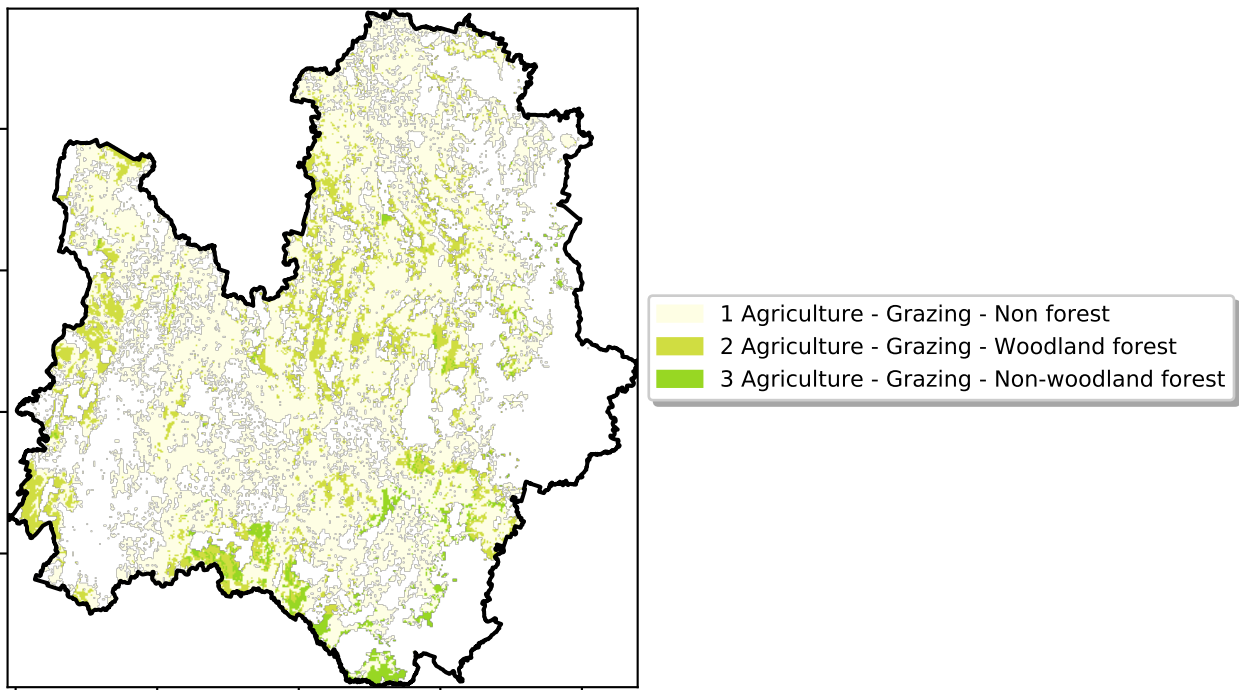 1 Agriculture - Grazing - Non forest
2 Agriculture - Grazing - Woodland forest
3 Agriculture - Grazing - Non-woodland forest